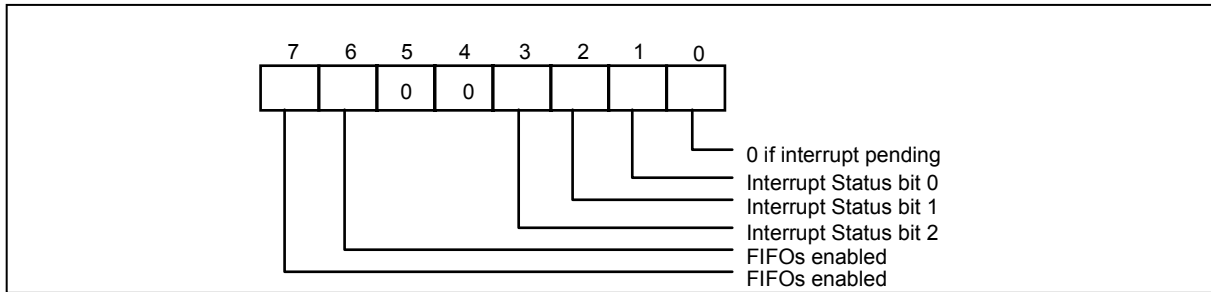 7 6 5 4 3 2 1 0
0 0
0 if interrupt pending
Interrupt Status bit 0
Interrupt Status bit 1
Interrupt Status bit 2
FIFOs enabled
FIFOs enabled